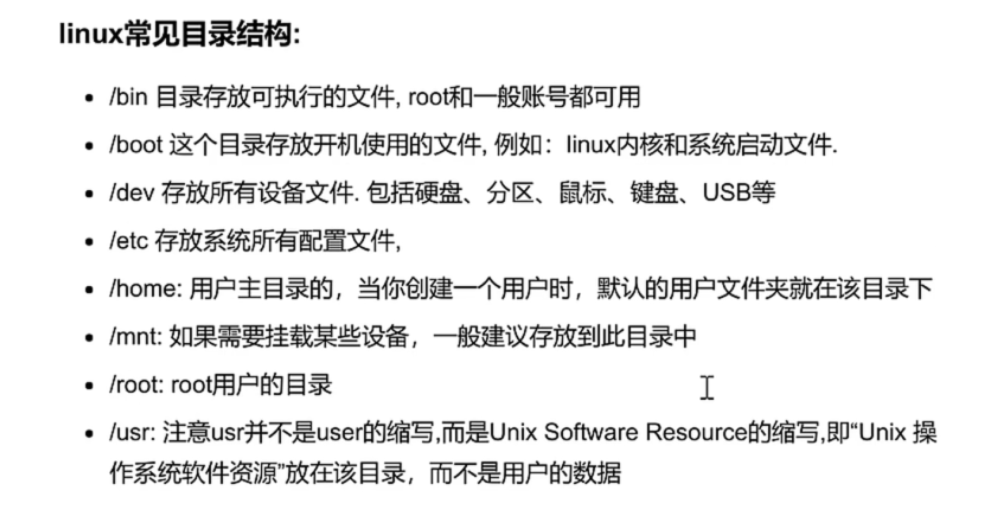 linux常见目录结构:
• /bin 目录存放可执行的文件, root和一般账号都可用
• /boot 这个目录存放开机使用的文件, 例如：linux内核和系统启动文件.
• /dev 存放所有设备文件. 包括硬盘、分区、鼠标、键盘、USB等
• /etc 存放系统所有配置文件,
• /home: 用户主目录的，当你创建一个用户时，默认的用户文件夹就在该目录下
• /mnt: 如果需要挂载某些设备，一般建议存放到此目录中
• /root: root用户的目录
• /usr: 注意usr并不是user的缩写,而是Unix Software Resource的缩写,即“Unix 操
作系统软件资源”放在该目录，而不是用户的数据